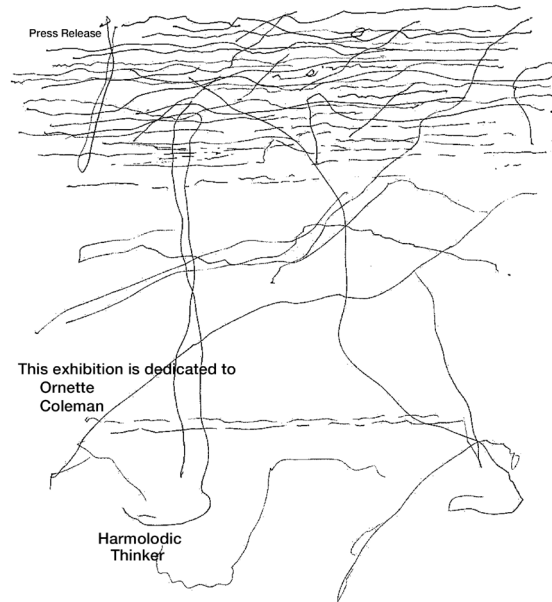 Press Release
This exhibition is dedicated to
Ornette
Coleman
Harmolodic
Thinker